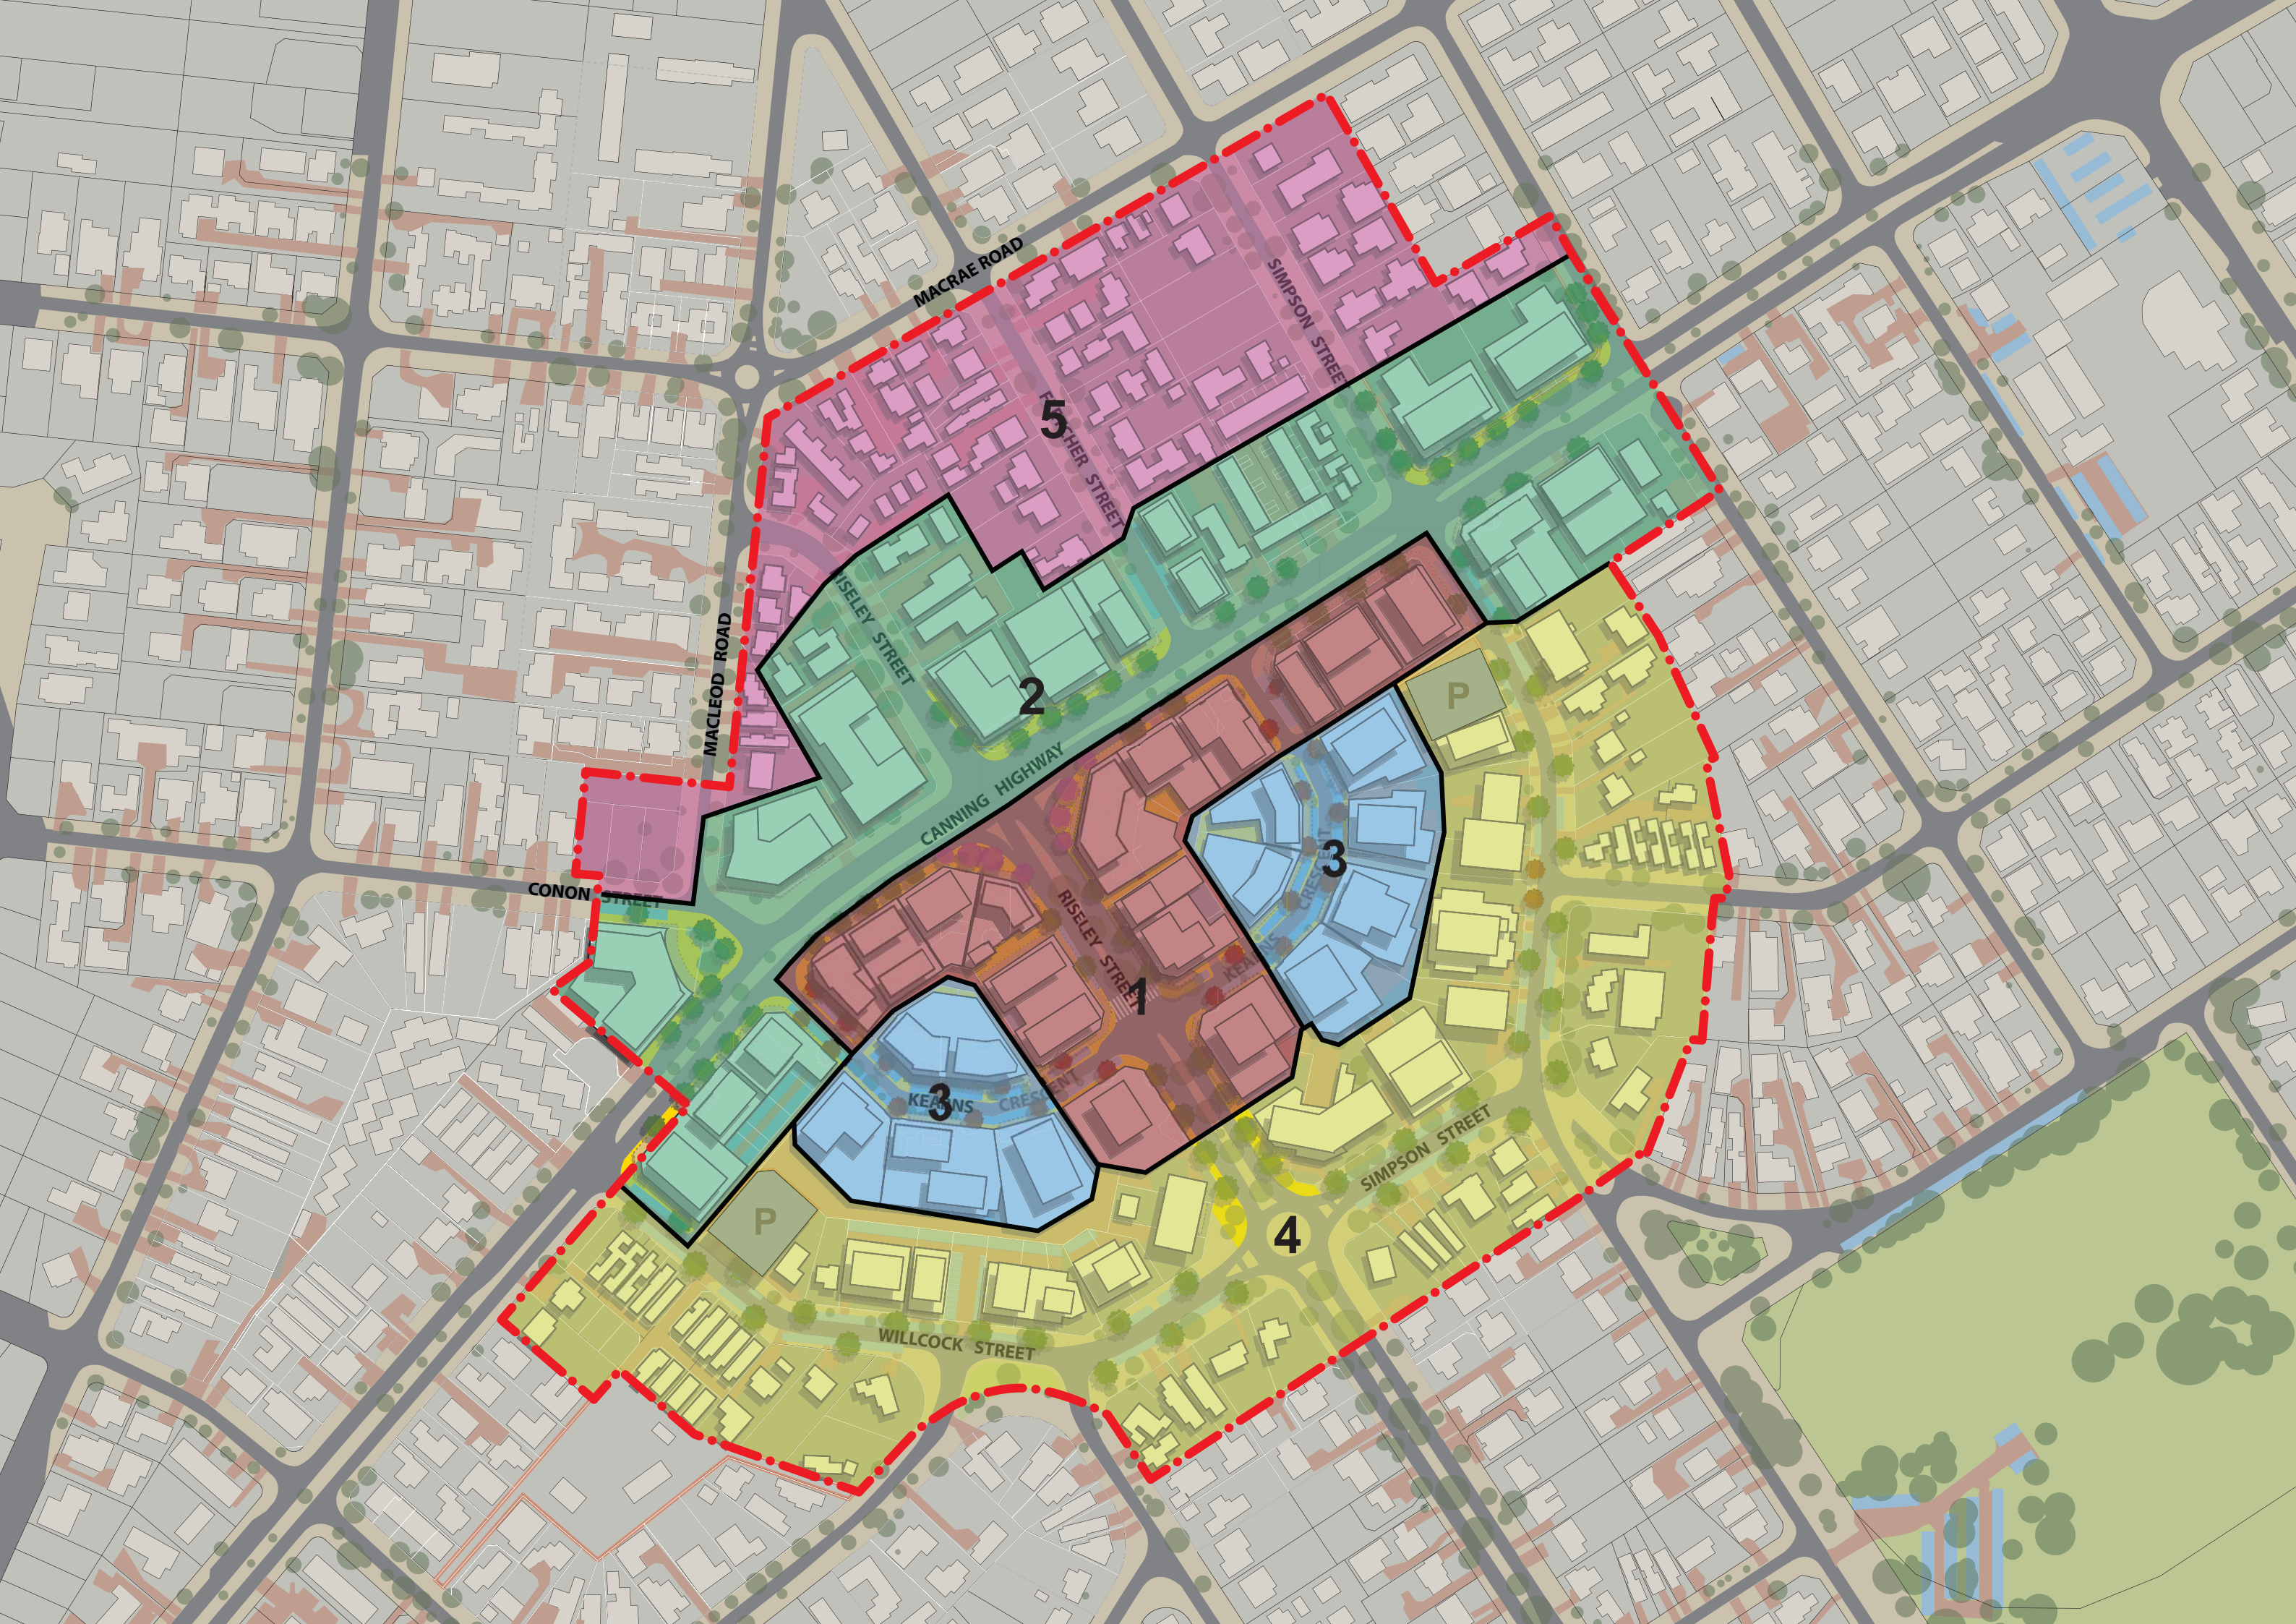 MACRAE ROAD
SIMPSON STREET
5
FLETCHER STREET
RISELEY STREET
MACLEOD ROAD
2
P
CANNING HIGHWAY
3
CRESCENT
CONON STREET
RISELEY STREET
KEARNS
1
3
KEARNS CRESCENT
SIMPSON STREET
P
4
WILLCOCK STREET